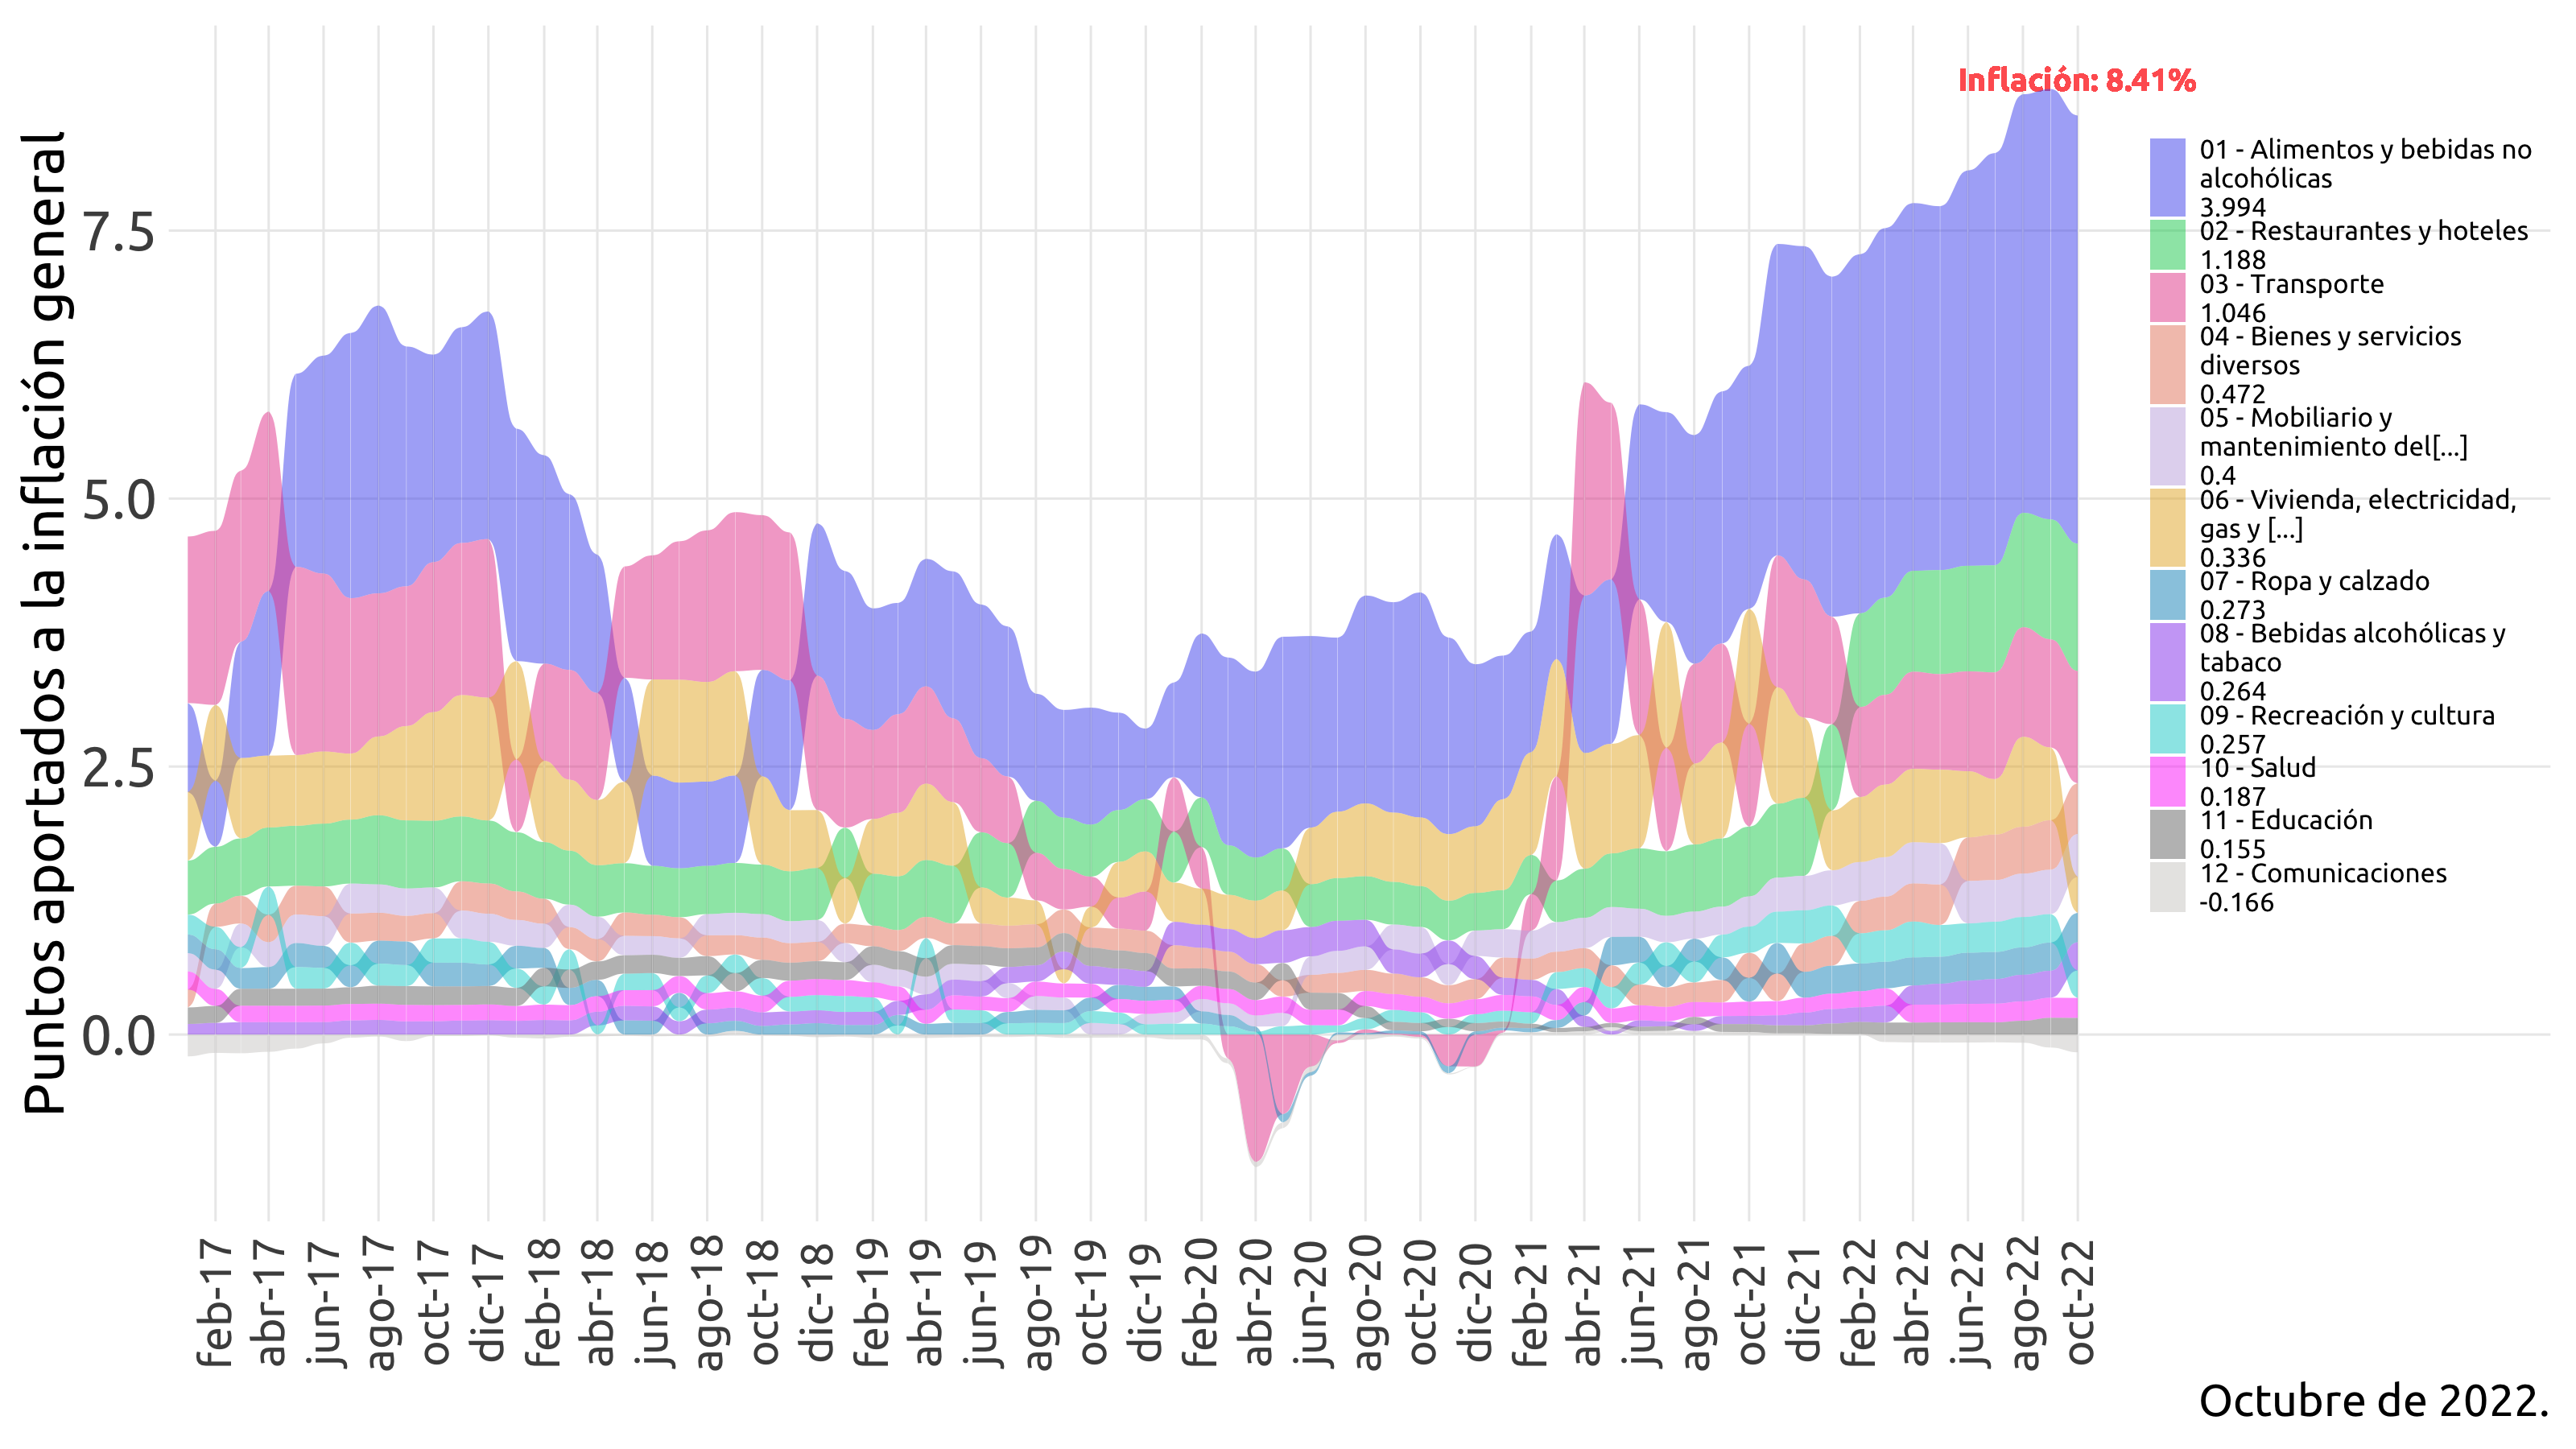 Inflación: 8.41%
Puntos aportados a la inflación general
7.5
5.0
2.5
0.0
01 - Alimentos y bebidas no
alcohólicas
3.994
02 - Restaurantes y hoteles
1.188
03 - Transporte
1.046
04 - Bienes y servicios
diversos
0.472
05 - Mobiliario y
mantenimiento del[...]
0.4
06 - Vivienda, electricidad,
gas y [...]
0.336
07 - Ropa y calzado
0.273
08 - Bebidas alcohólicas y
tabaco
0.264
09 - Recreación y cultura
0.257
10 - Salud
0.187
11 - Educación
0.155
12 - Comunicaciones
-0.166
feb-17
abr-17
jun-17
ago-17
oct-17
dic-17
feb-18
abr-18
jun-18
ago-18
oct-18
dic-18
feb-19
abr-19
jun-19
ago-19
oct-19
dic-19
feb-20
abr-20
jun-20
ago-20
oct-20
dic-20
feb-21
abr-21
jun-21
ago-21
oct-21
dic-21
feb-22
abr-22
jun-22
ago-22
oct-22
Octubre de 2022.